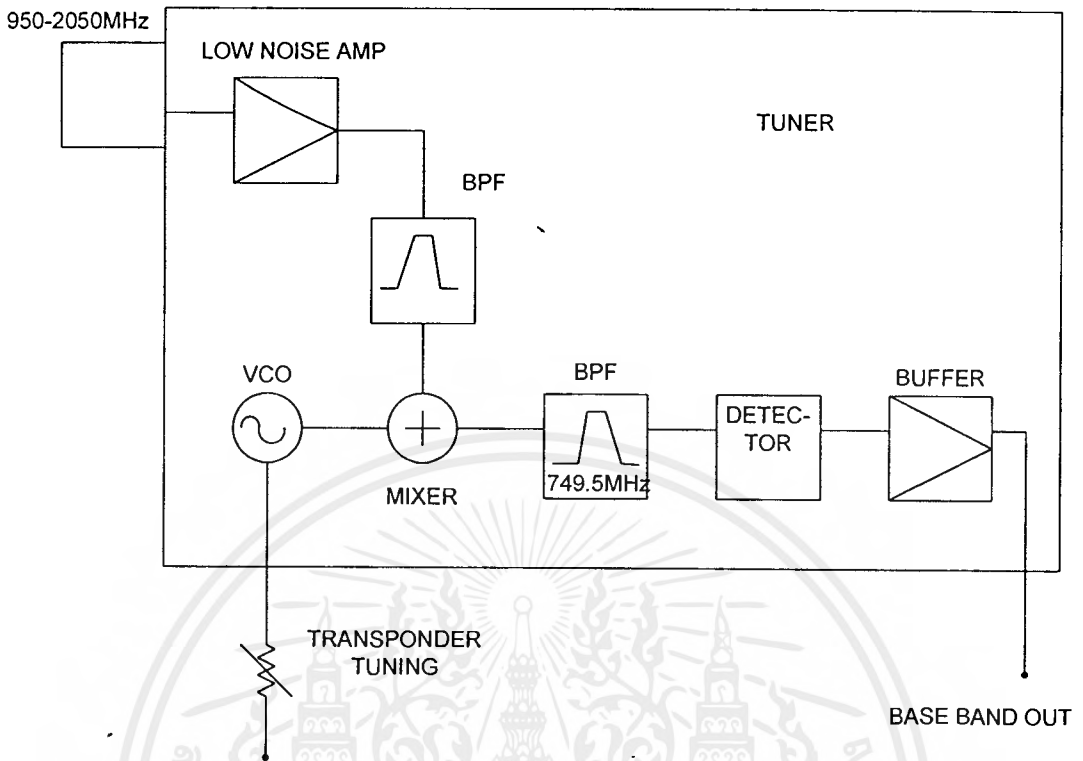 950-2050MHz
LOW NOISE AMP
TUNER
BPF
VCO
BPF
BUFFER
DETEC-
TOR
749.5MHz
MIXER
TRANSPONDER
TUNING
BASE BAND OUT